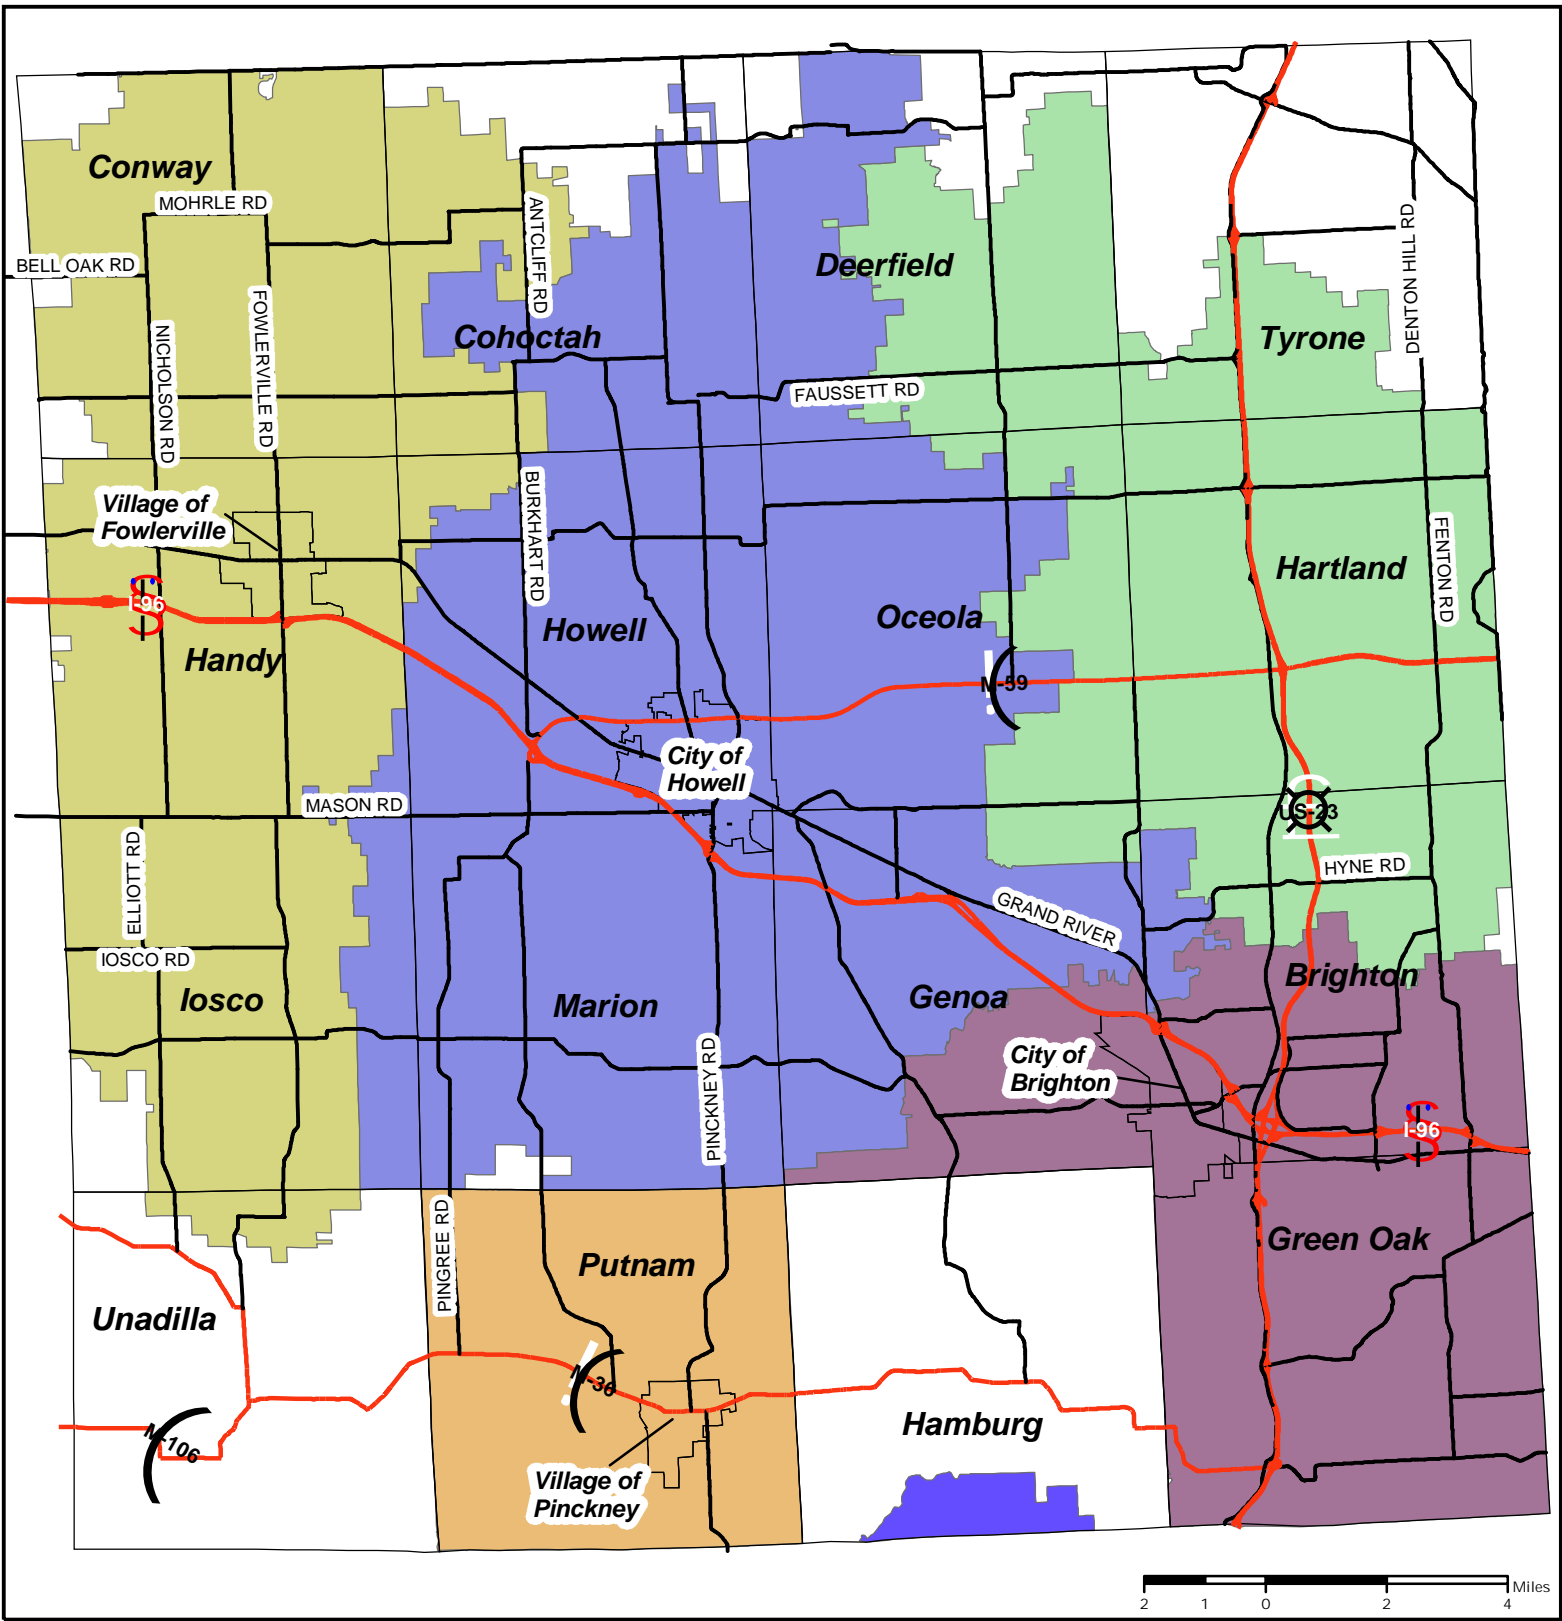 Conway
MOHRLE RD
BELL OAK RD
ANTCLIFF RD
DENTON HILL RD
Deerfield
FOWLERVILLE RD
NICHOLSON RD
Cohoctah
Tyrone
FAUSSETT RD
Village of
Fowlerville
BURKHART RD
FENTON RD
Hartland
I-96
Howell
Oceola
Handy
M-59
City of
Howell
MASON RD
US-23
ELLIOTT RD
HYNE RD
GRAND RIVER
IOSCO RD
Iosco
Marion
Genoa
Brighton
PINCKNEY RD
City of
Brighton
I-96
PINGREE RD
Putnam
Green Oak
Unadilla
M-36
M-106
Hamburg
Village of
Pinckney
Miles
2 1 0 2 4